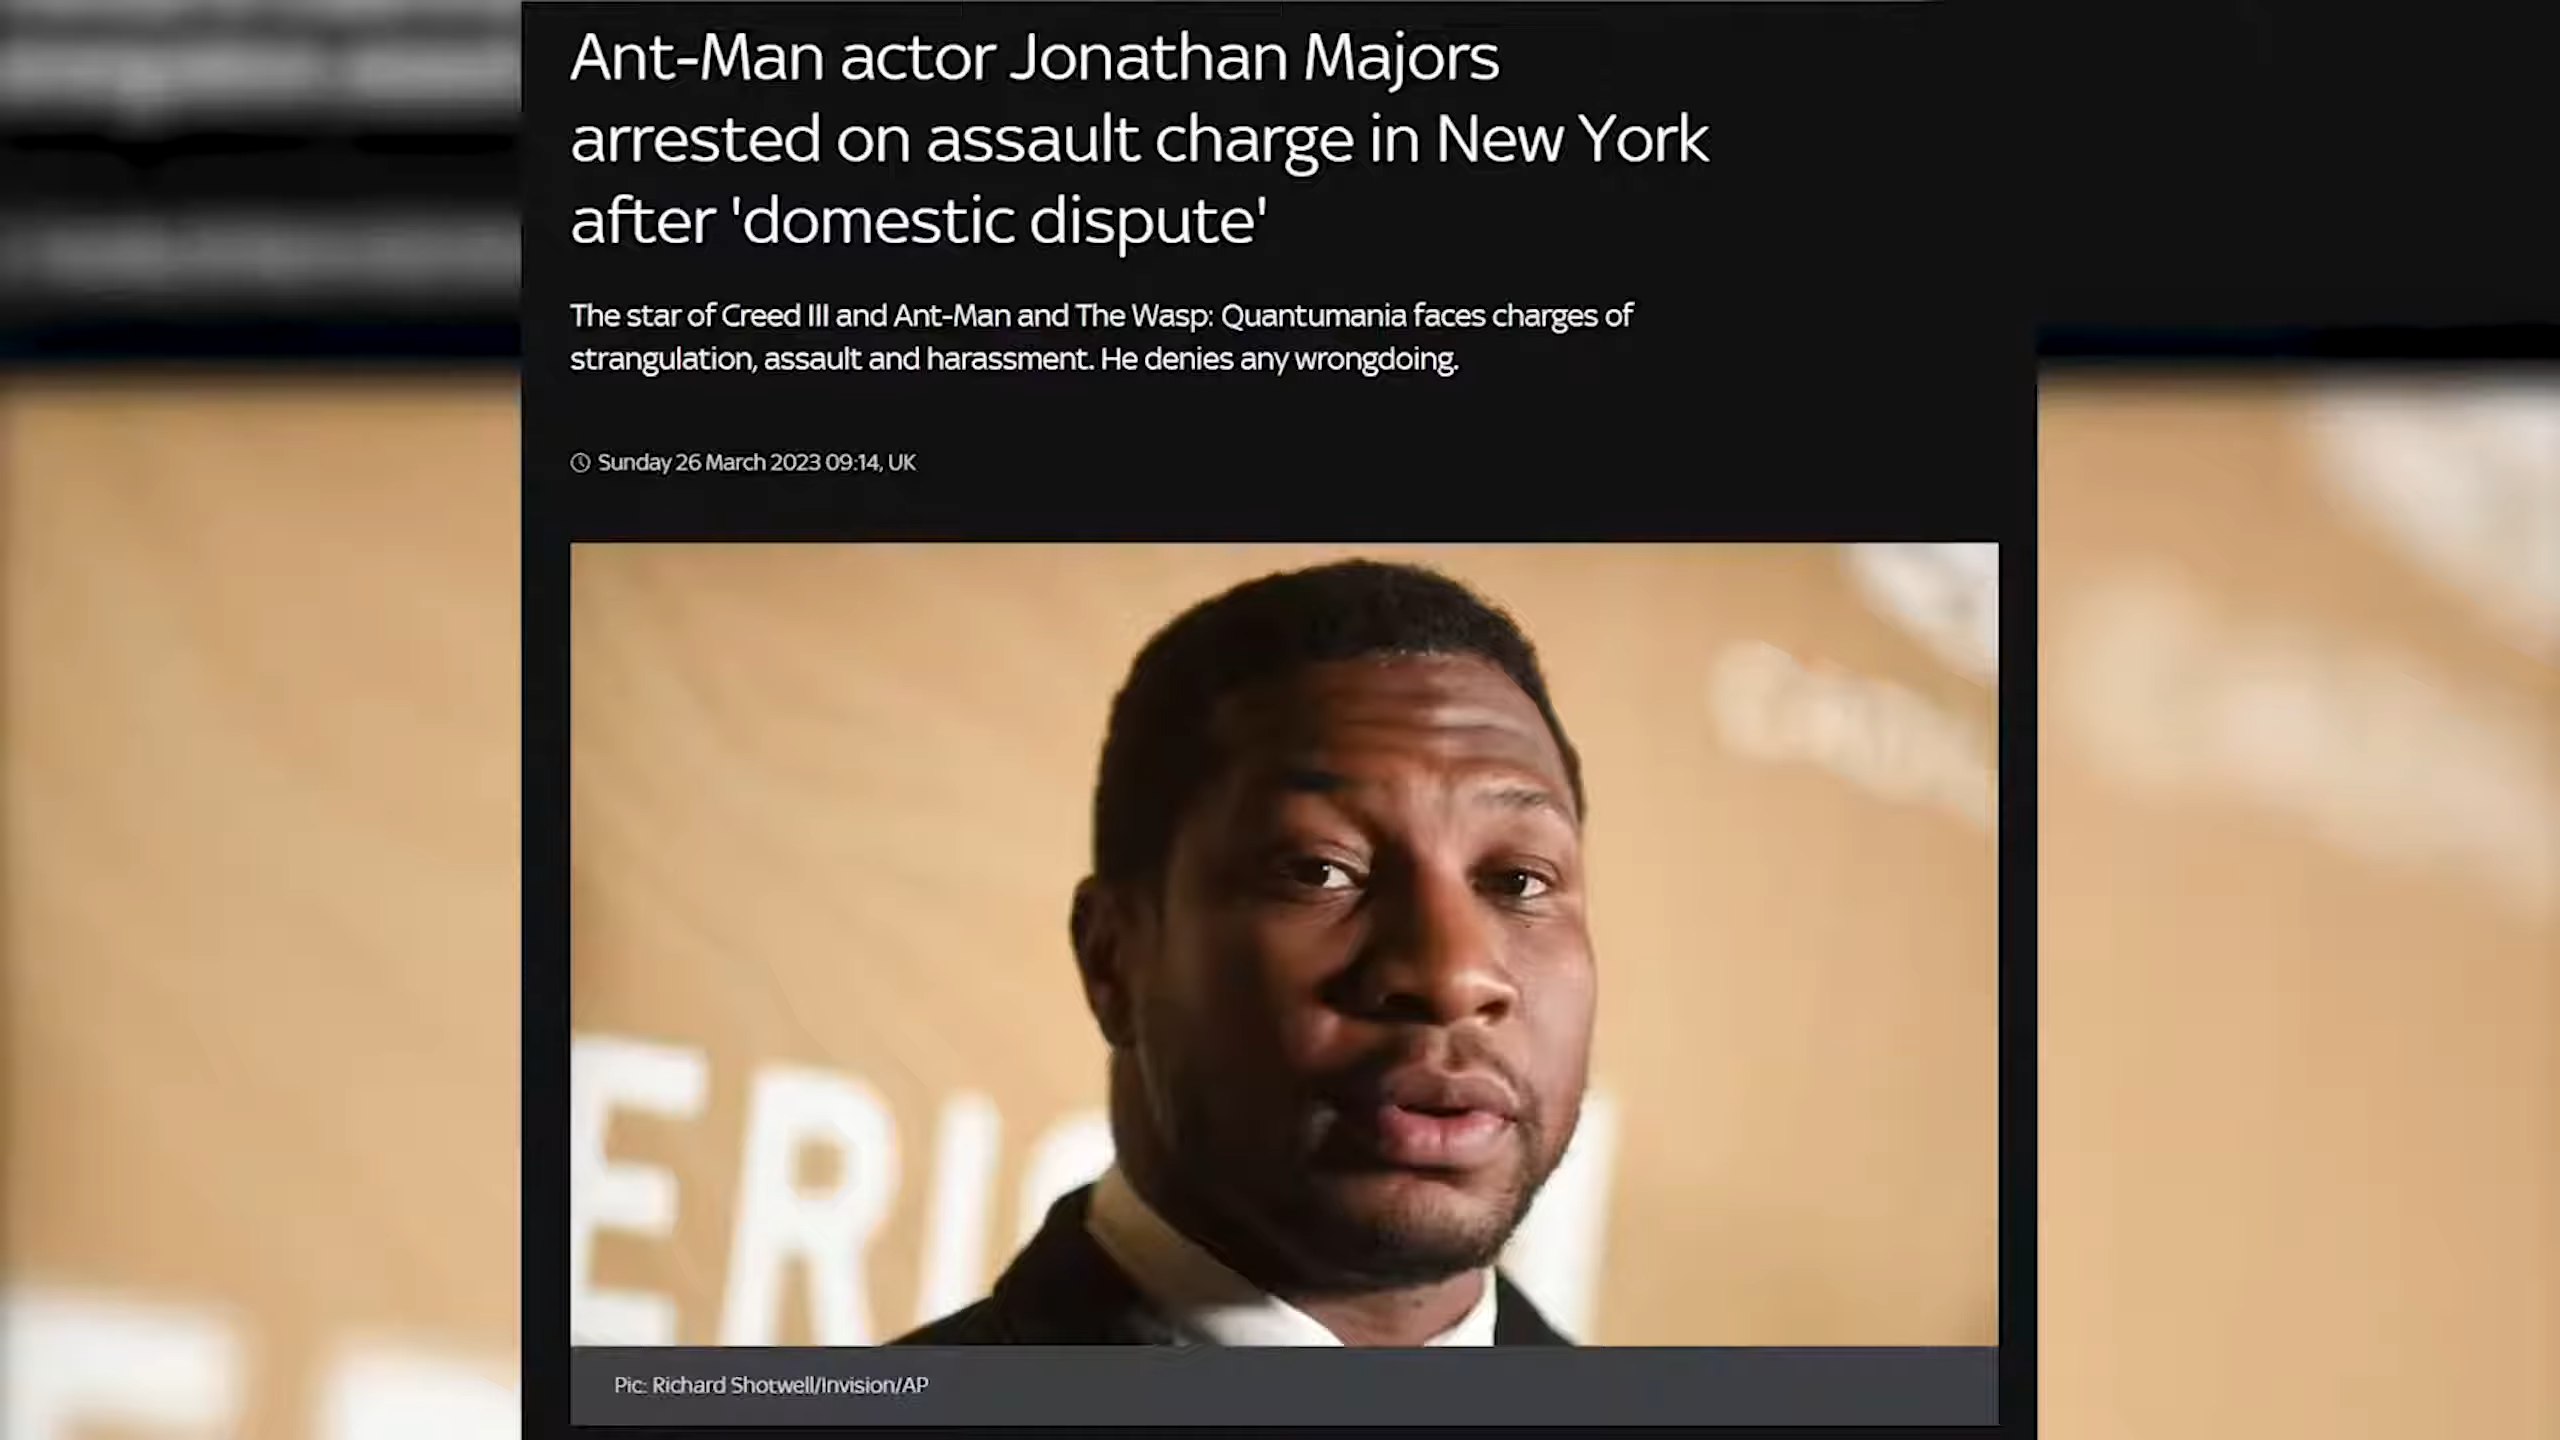 Ant-Man actor Jonathan Majors
arrested on assault charge in New York
after 'domestic dispute'
The star of Creed III and Ant-Man and The Wasp: Quantumania faces charges of
strangulation, assault and harassment. He denies any wrongdoing.
Sunday 26 March 2023 09:14, UK
ERIC
Pic: Richard Shotwell/Invision/AP